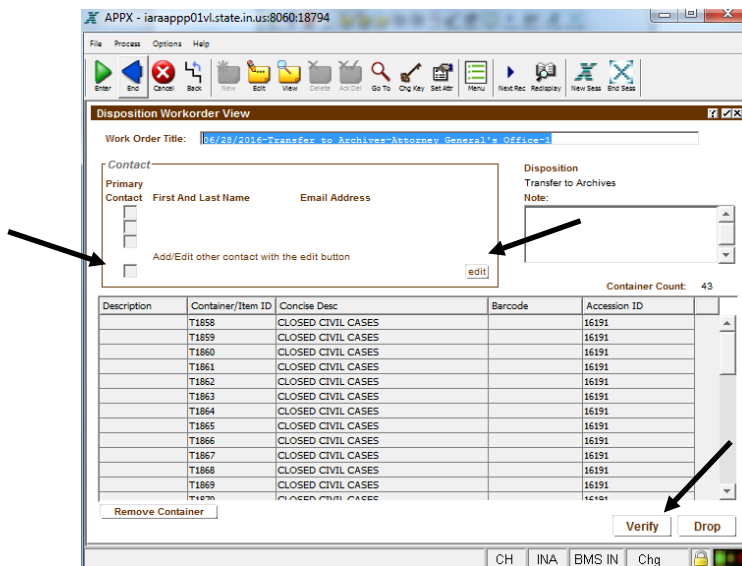 APPX - iaraappp01vl.state.in.us:8060:18794
File Process Options Help
Enter End Cancel Back New Edit View Delete Ack Del Go To Chg Key Set Attr Menu Next Rec Redisplay New Sess End Sess
Disposition Workorder View
Work Order Title: 06/28/2016-Transfer to Archives-Attorney General's Office-1
Contact
Disposition
Primary
Transfer to Archives
Contact First And Last Name Email Address
Note:
Add/Edit other contact with the edit button
edit
Container Count: 43
Description Container/Item ID Concise Desc Barcode Accession ID
T1858 CLOSED CIVIL CASES 16191
T1859 CLOSED CIVIL CASES 16191
T1860 CLOSED CIVIL CASES 16191
T1861 CLOSED CIVIL CASES 16191
T1862 CLOSED CIVIL CASES 16191
T1863 CLOSED CIVIL CASES 16191
T1864 CLOSED CIVIL CASES 16191
T1865 CLOSED CIVIL CASES 16191
T1866 CLOSED CIVIL CASES 16191
T1867 CLOSED CIVIL CASES 16191
T1868 CLOSED CIVIL CASES 16191
T1869 CLOSED CIVIL CASES 16191
T1870 CLOSED CIVIL CASES 16191
Remove Container
Verify Drop
CH INA BMS IN Chg